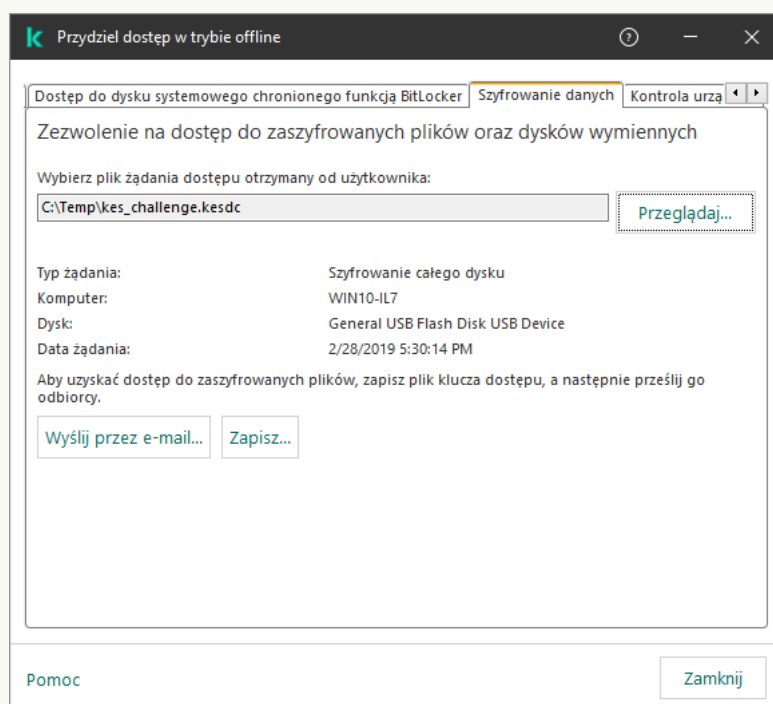 Przydziel dostęp w trybie offline
Dostęp do dysku systemowego chronionego funkcją BitLocker Szyfrowanie danych Kontrola urzą
Zezwolenie na dostęp do zaszyfrowanych plików oraz dysków wymiennych
Wybierz plik żądania dostępu otrzymany od użytkownika:
C:\Temp\kes_challenge.kesdc Przeglądaj...
Typ żądania: Szyfrowanie całego dysku
Komputer: WIN10-IL7
Dysk: General USB Flash Disk USB Device
Data żądania: 2/28/2019 5:30:14 PM
Aby uzyskać dostęp do zaszyfrowanych plików, zapisz plik klucza dostępu, a następnie prześlij go
odbiorcy.
Wyślij przez e-mail... Zapisz...
Pomoc Zamknij